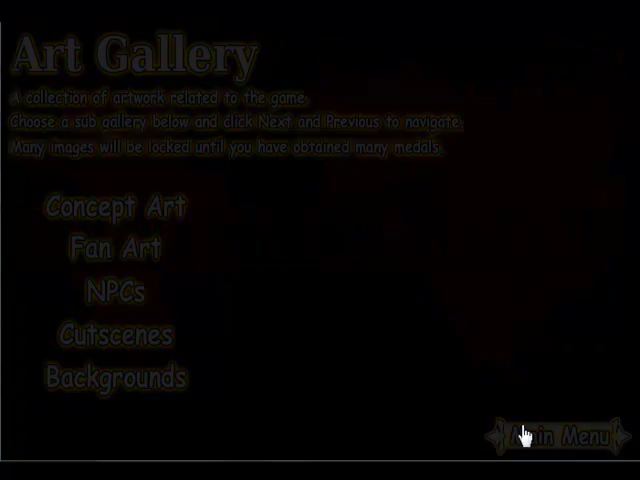 Art Gallery
A collection of artwork related to the game.
Choose a sub gallery below and click Next and Previous to navigate.
Many images will be locked until you have obtained many medals.
Concept Art
Fan Art
NPCs
Cutscenes
Backgrounds
Main Menu